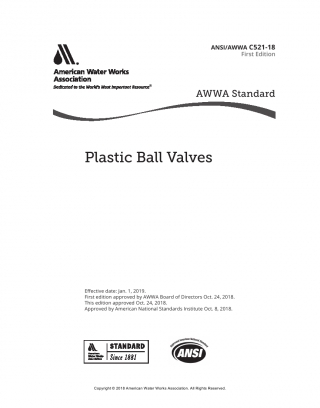 ANSI/AWWA C521-18
First Edition
American Water Works
Association
Dedicated to the World's Most Important Resource®
AWWA Standard
Plastic Ball Valves
Effective date: Jan. 1, 2019.
First edition approved by AWWA Board of Directors Oct. 24, 2018.
This edition approved Oct. 24, 2018.
Approved by American National Standards Institute Oct. 8, 2018.
American Water Works
Association
STANDARD
Since 1881
ANSI
Copyright © 2018 American Water Works Association. All Rights Reserved.